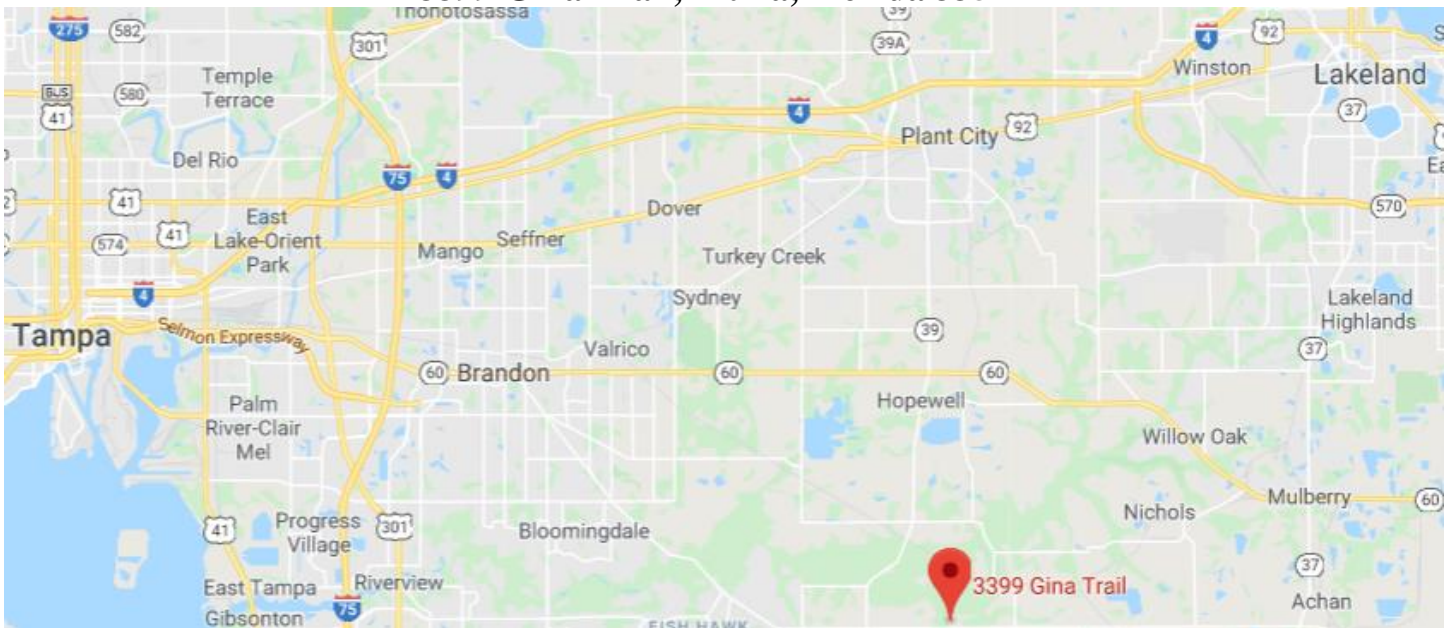 Thonotosassa
39
275
582
301
39A
4
92
Winston
Lakeland
Temple
Terrace
BUS
41
580
4
37
Plant City
92
Del Rio
75
4
41
570
Dover
East
Lake-Orient
Park
574
41
Mango
Seffner
Turkey Creek
4
Sydney
Lakeland
Highlands
Tampa
Selmon Expressway
39
37
Valrico
60
Brandon
60
60
Hopewell
Palm
River-Clair
Mel
Willow Oak
Mulberry
60
Nichols
41
Progress
Village
301
Bloomingdale
37
East Tampa
Riverview
3399 Gina Trail
Achan
Gibsonton
75
FISH HAWK